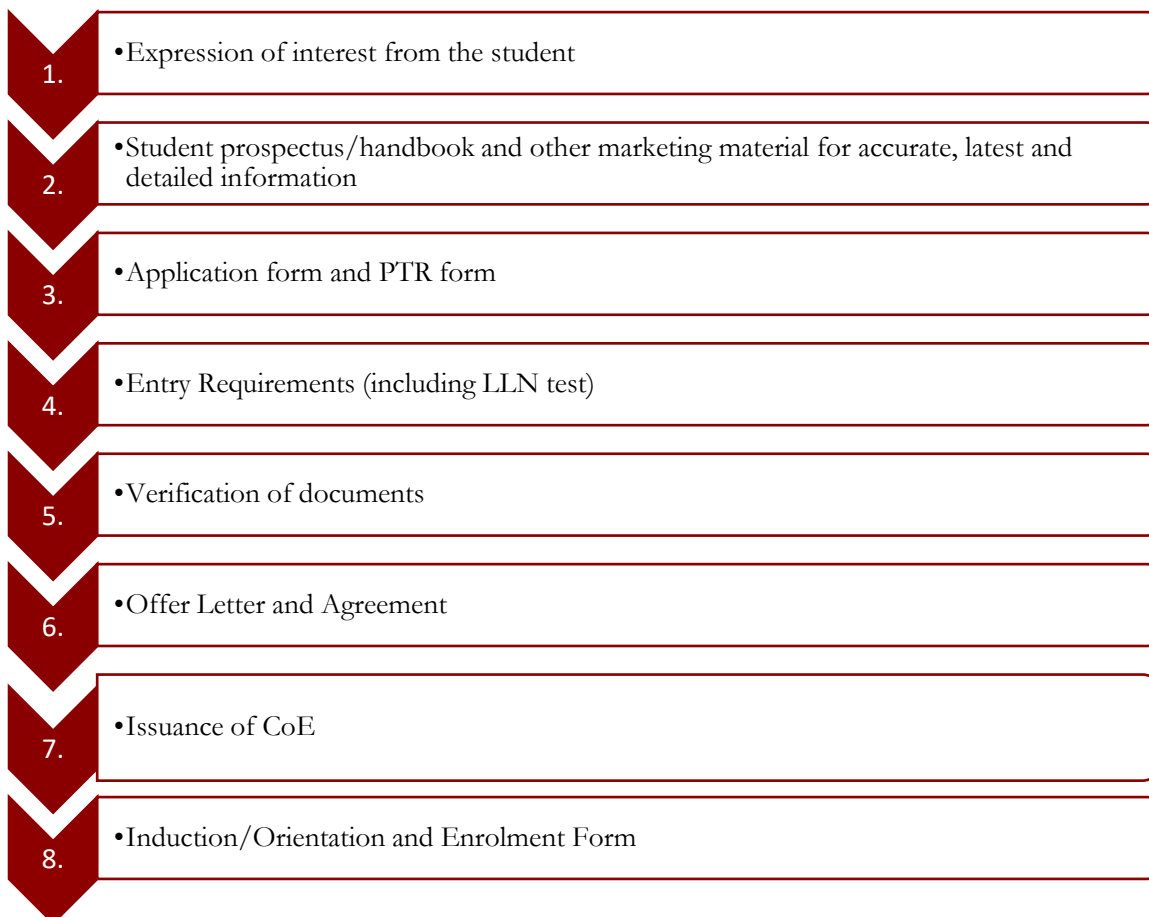 1.
•Expression of interest from the student
2.
•Student prospectus/handbook and other marketing material for accurate, latest and
detailed information
3.
•Application form and PTR form
4.
•Entry Requirements (including LLN test)
5.
•Verification of documents
6.
•Offer Letter and Agreement
7.
•Issuance of CoE
8.
•Induction/Orientation and Enrolment Form